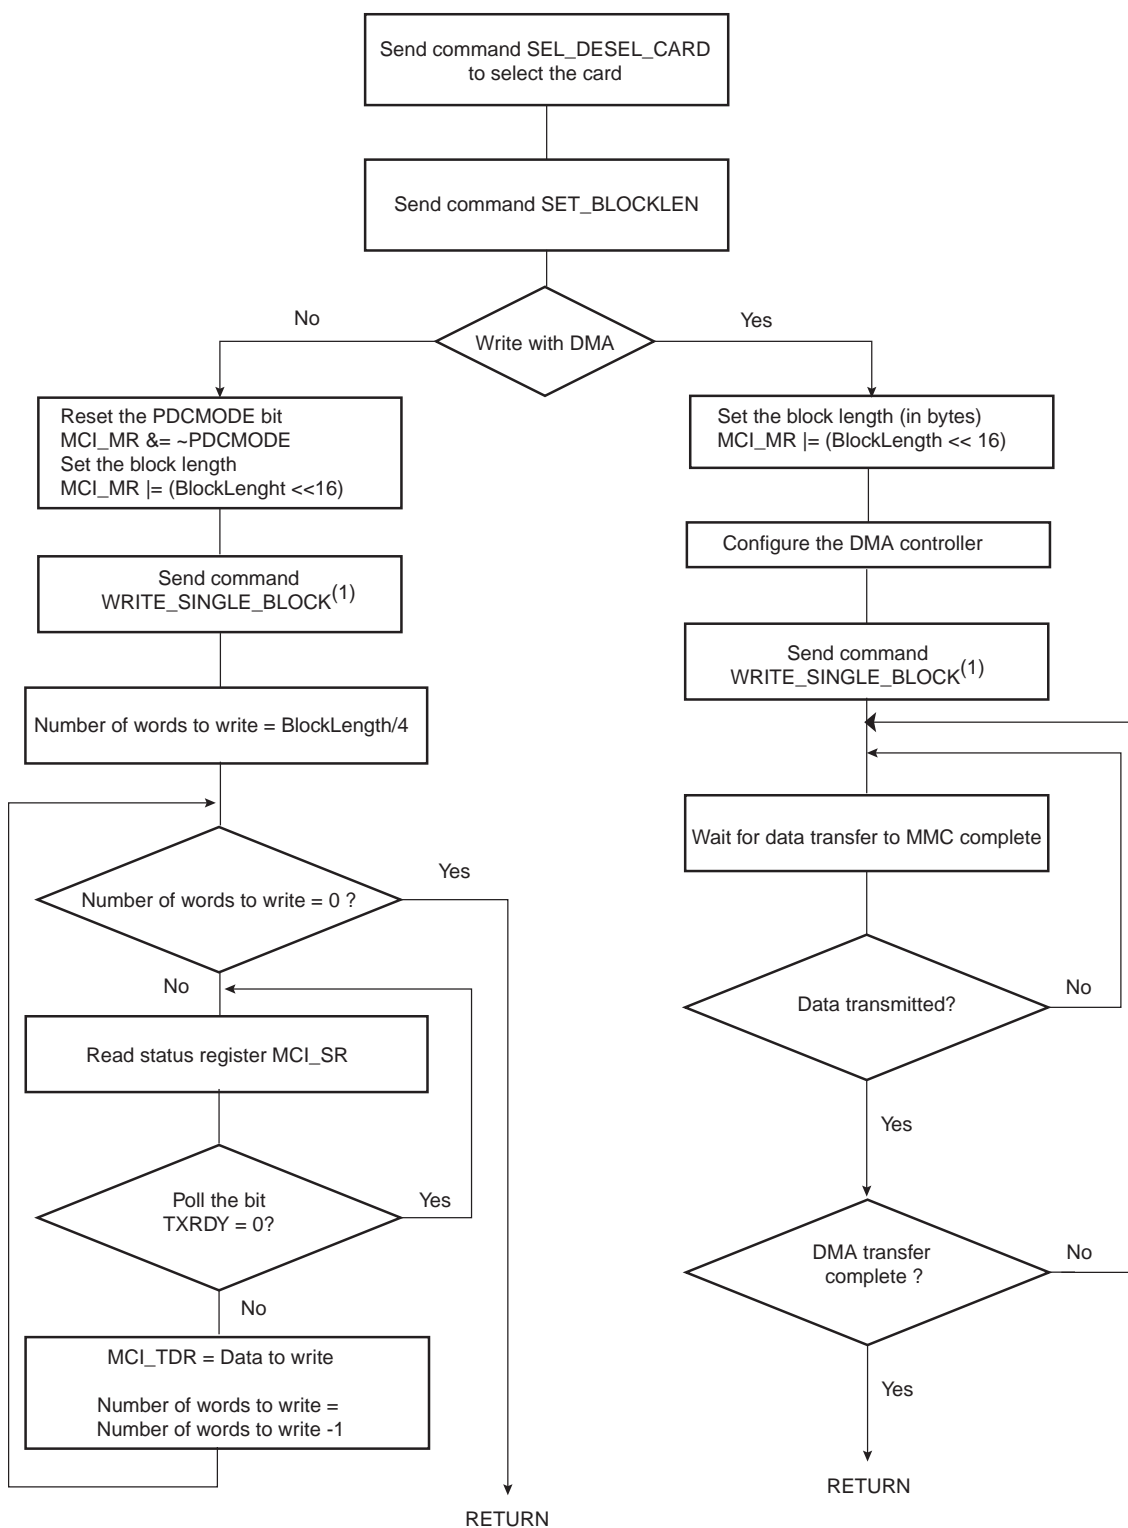 Send command SEL_DESEL_CARD
to select the card
Send command SET_BLOCKLEN
No
Write with DMA
Yes
Reset the PDCMODE bit
MCI_MR &= ~PDCMODE
Set the block length
MCI_MR |= (BlockLenght <<16)
Send command
WRITE_SINGLE_BLOCK(1)
Number of words to write = BlockLength/4
Number of words to write = 0 ?
Yes
No
Read status register MCI_SR
Poll the bit
TXRDY = 0?
Yes
No
MCI_TDR = Data to write
Number of words to write =
Number of words to write -1
RETURN
Set the block length (in bytes)
MCI_MR |= (BlockLength << 16)
Configure the DMA controller
Send command
WRITE_SINGLE_BLOCK(1)
Wait for data transfer to MMC complete
Data transmitted?
No
Yes
DMA transfer
complete ?
No
Yes
RETURN